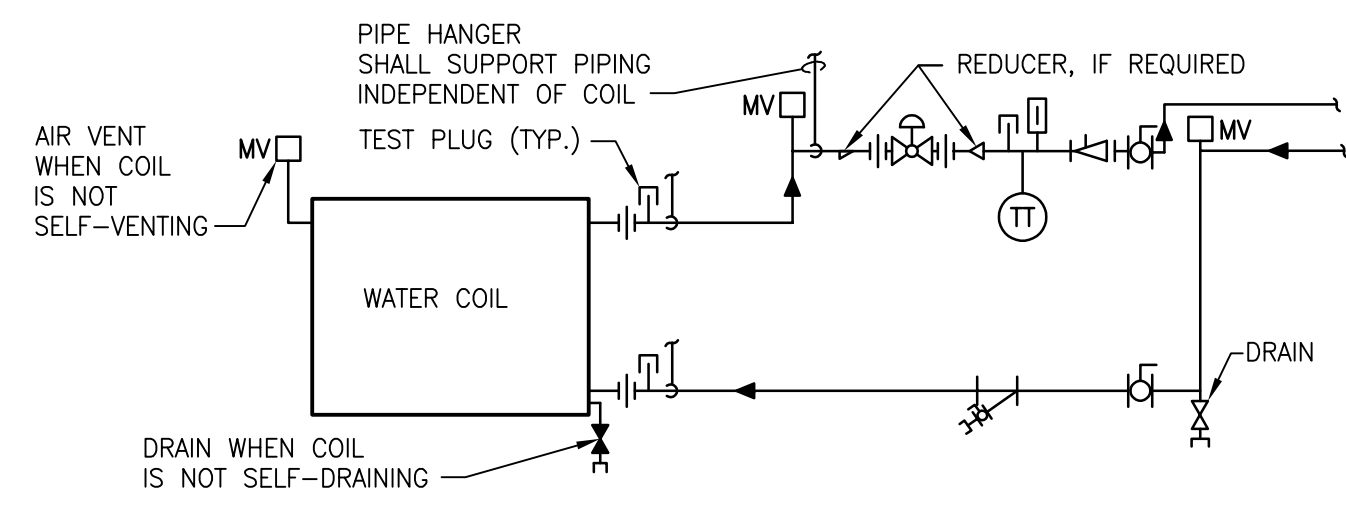 PIPE HANGER
SHALL SUPPORT PIPING
INDEPENDENT OF COIL
REDUCER, IF REQUIRED
MV
MV
AIR VENT
WHEN COIL
IS NOT
SELF-VENTING
MV
TEST PLUG (TYP.)
TT
WATER COIL
DRAIN
DRAIN WHEN COIL
IS NOT SELF-DRAINING